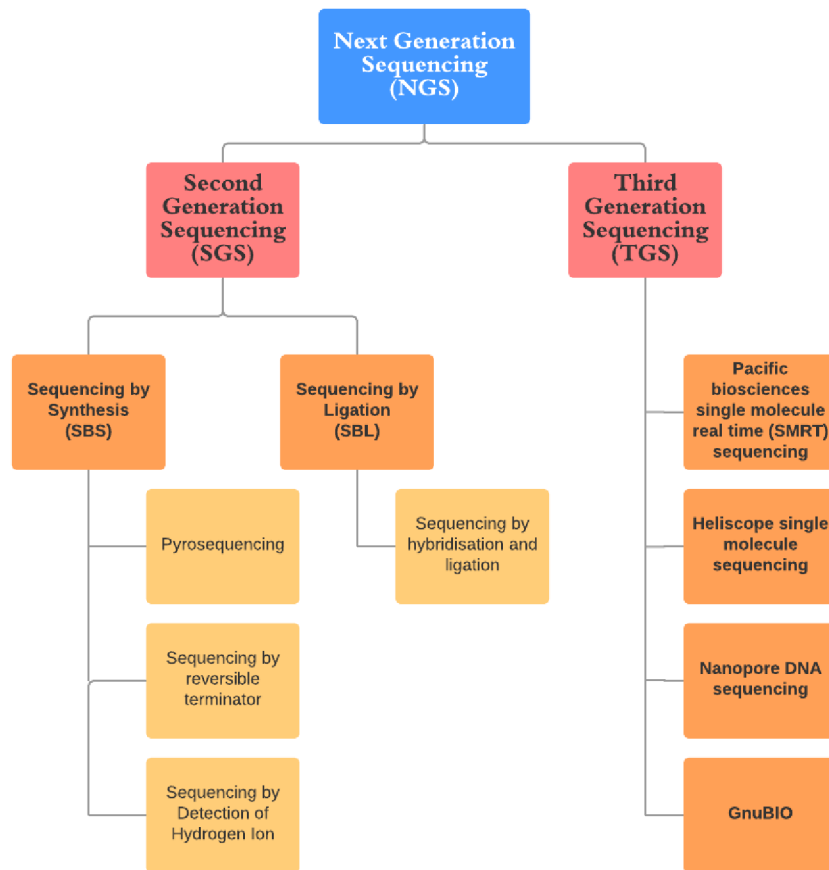 Next Generation
Sequencing
(NGS)
Second
Generation
Sequencing
(SGS)
Third
Generation
Sequencing
(TGS)
Sequencing by
Synthesis
(SBS)
Sequencing by
Ligation
(SBL)
Pacific
biosciences
single molecule
real time (SMRT)
sequencing
Pyrosequencing
Sequencing by
hybridisation and
ligation
Heliscope single
molecule
sequencing
Sequencing by
reversible
terminator
Nanopore DNA
sequencing
Sequencing by
Detection of
Hydrogen Ion
GnuBIO